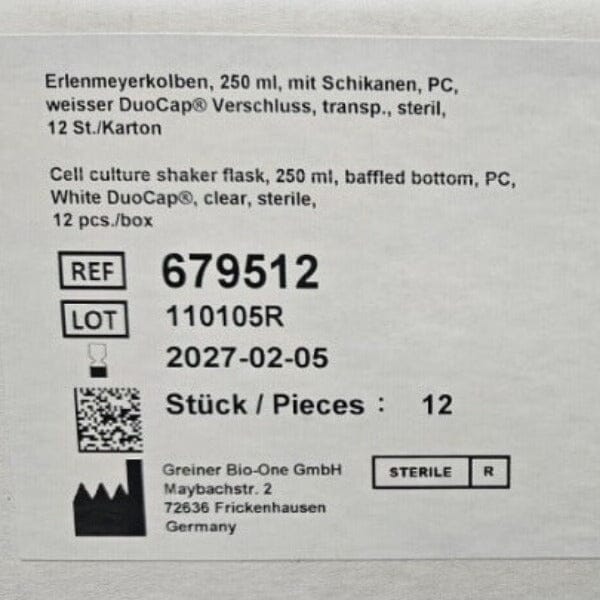 Erlenmeyerkolben, 250 ml, mit Schikanen, PC,
weisser DuoCap® Verschluss, transp., steril,
12 St./Karton
Cell culture shaker flask, 250 ml, baffled bottom, PC,
White DuoCap®, clear, sterile,
12 pcs./box
REF 679512
LOT 110105R
2027-02-05
Stück / Pieces : 12
Greiner Bio-One GmbH
Maybachstr. 2
72636 Frickenhausen
Germany
STERILE R